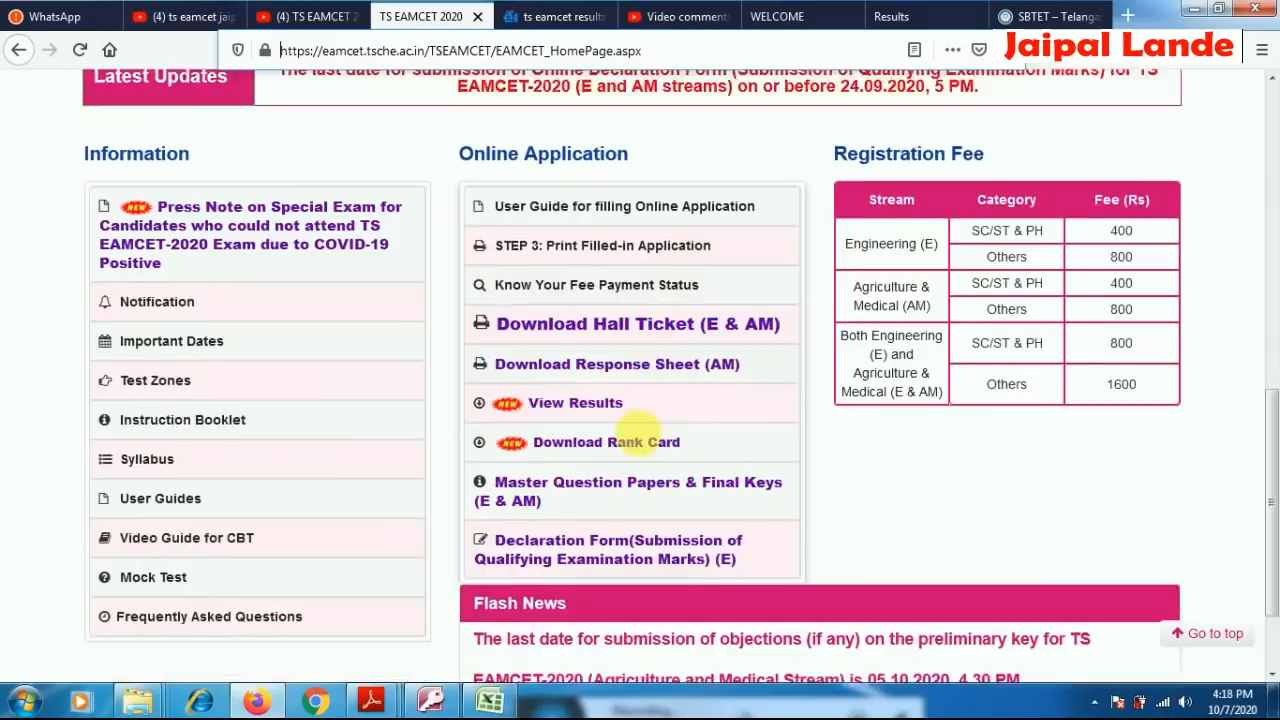 WhatsApp
(4) ts eamcet jaip
(4) TS EAMCET 2
TS EAMCET 2020
ts eamcet results
Video comments
WELCOME
Results
SBTET – Telangan
https://eamcet.tsche.ac.in/TSEAMCET/EAMCET_HomePage.aspx
Jaipal Lande
Latest Updates
The last date for submission of Online Declaration Form (Submission of Qualifying Examination Marks) for TS
EAMCET-2020 (E and AM streams) on or before 24.09.2020, 5 PM.
Information
NEW Press Note on Special Exam for
Candidates who could not attend TS
EAMCET-2020 Exam due to COVID-19
Positive
Notification
Important Dates
Test Zones
Instruction Booklet
Syllabus
User Guides
Video Guide for CBT
Mock Test
Frequently Asked Questions
Online Application
User Guide for filling Online Application
STEP 3: Print Filled-in Application
Know Your Fee Payment Status
Download Hall Ticket (E & AM)
Download Response Sheet (AM)
NEW View Results
NEW Download Rank Card
Master Question Papers & Final Keys
(E & AM)
Declaration Form(Submission of
Qualifying Examination Marks) (E)
Registration Fee
Stream Category Fee (Rs)
Engineering (E) SC/ST & PH 400
Others 800
Agriculture &
Medical (AM) SC/ST & PH 400
Others 800
Both Engineering
(E) and
Agriculture &
Medical (E & AM) SC/ST & PH 800
Others 1600
Flash News
The last date for submission of objections (if any) on the preliminary key for TS
EAMCET-2020 (Agriculture and Medical Stream) is 05.10.2020, 4.30 PM.
Go to top
4:18 PM
10/7/2020